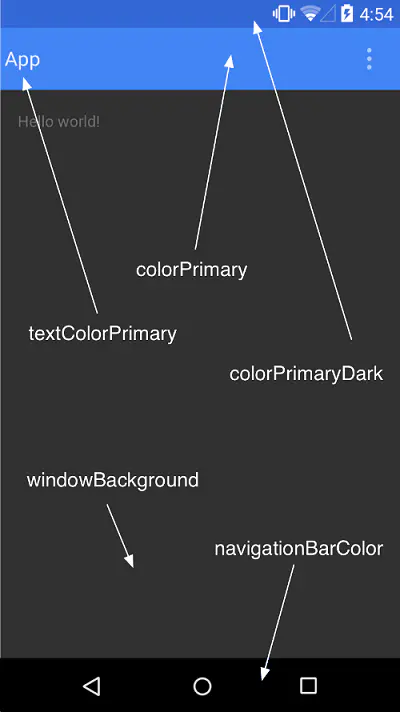 4:54
App
Hello world!
colorPrimary
textColorPrimary
colorPrimaryDark
windowBackground
navigationBarColor